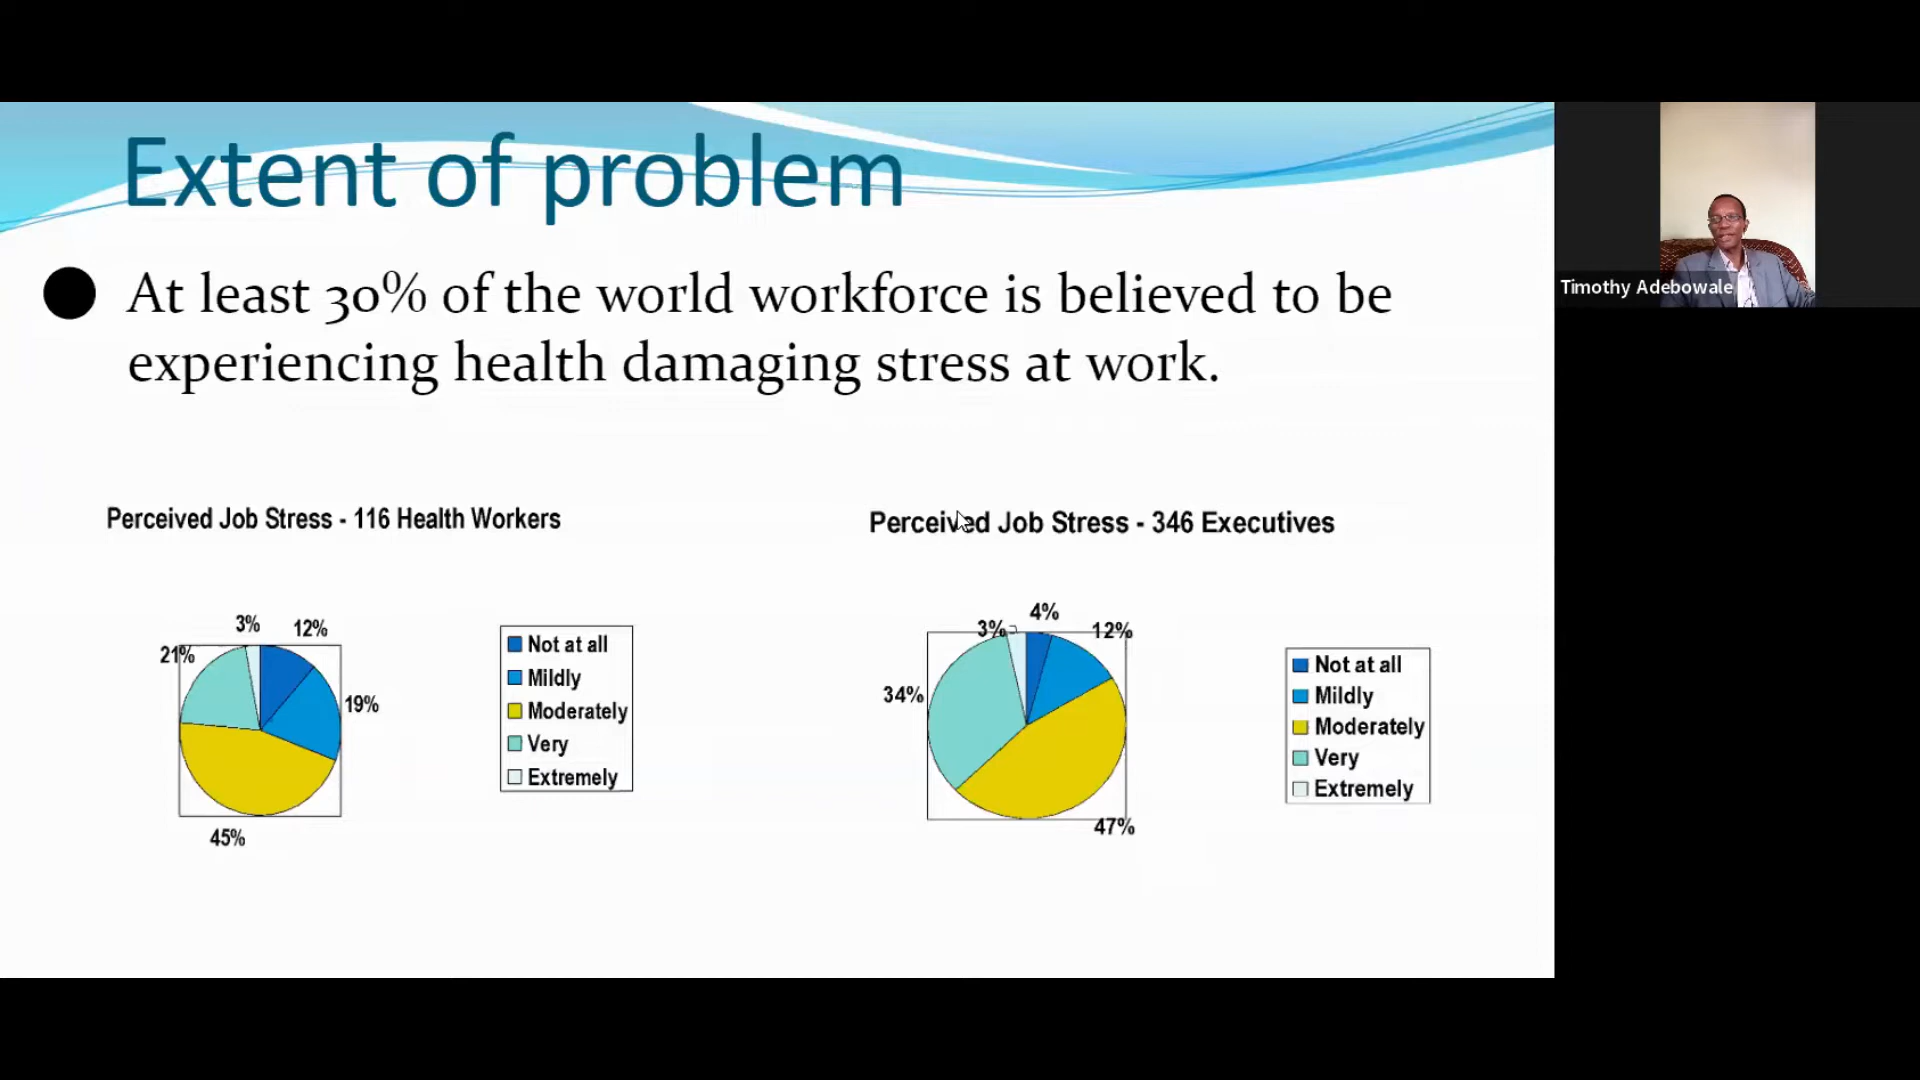 Extent of problem
At least 30% of the world workforce is believed to be
experiencing health damaging stress at work.
Timothy Adebowale
Perceived Job Stress - 116 Health Workers
3%
12%
21%
19%
45%
Not at all
Mildly
Moderately
Very
Extremely
Perceived Job Stress - 346 Executives
4%
3%
12%
34%
47%
Not at all
Mildly
Moderately
Very
Extremely